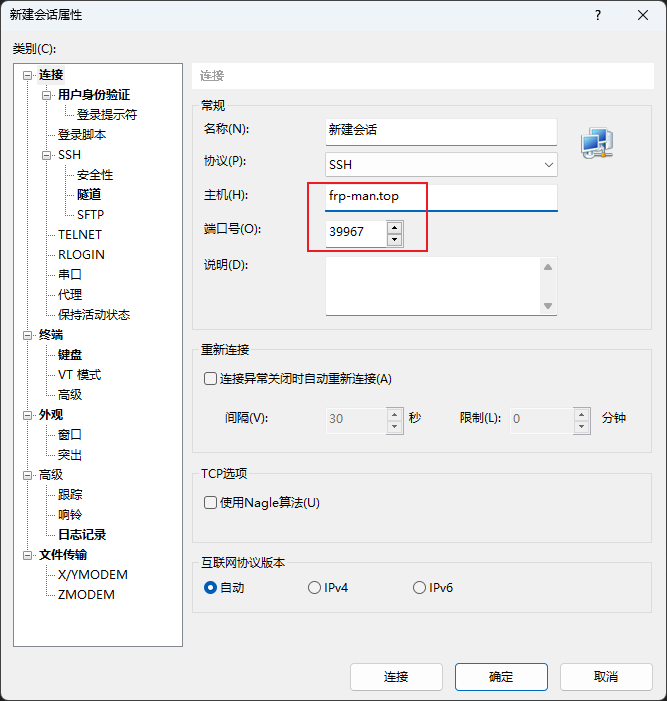 新建会话属性
?
类别(C):
连接
用户身份验证
登录提示符
登录脚本
SSH
安全性
隧道
SFTP
TELNET
RLOGIN
串口
代理
保持活动状态
终端
键盘
VT 模式
高级
外观
窗口
突出
高级
跟踪
响铃
日志记录
文件传输
X/YMODEM
ZMODEM
连接
常规
名称(N): 新建会话
协议(P): SSH
主机(H): frp-man.top
端口号(O): 39967
说明(D):
重新连接
连接异常关闭时自动重新连接(A)
间隔(V): 30 秒 限制(L): 0 分钟
TCP选项
使用Nagle算法(U)
互联网协议版本
自动 IPv4 IPv6
连接 确定 取消